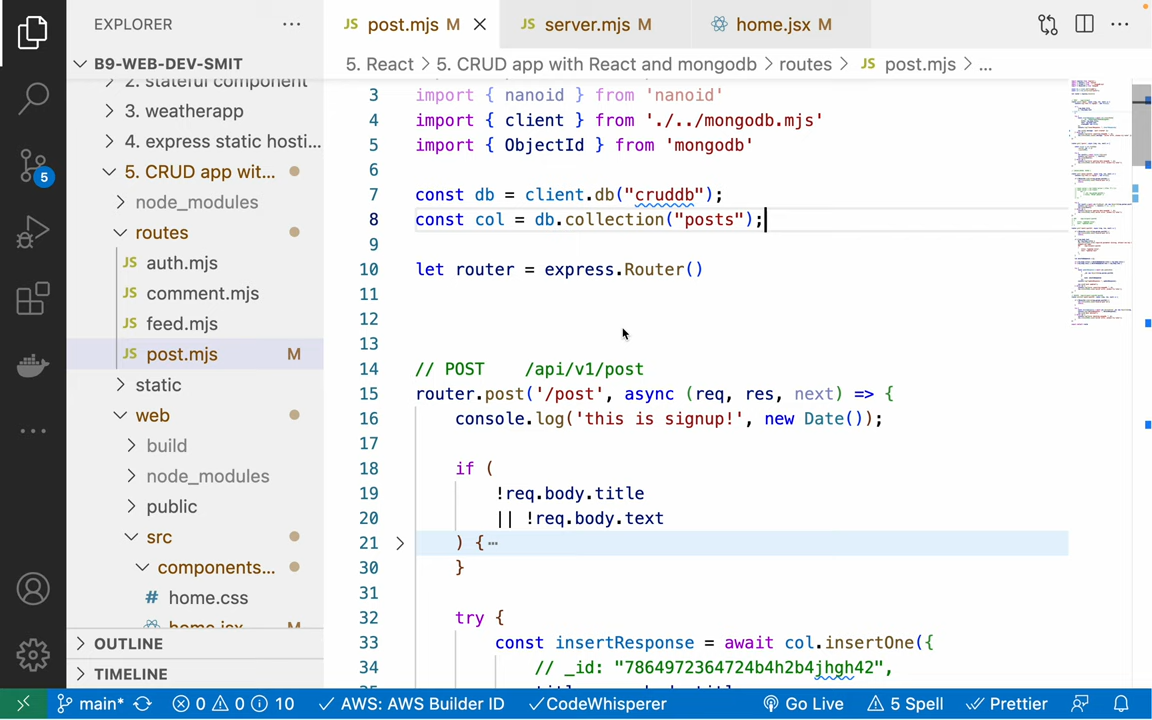 EXPLORER
B9-WEB-DEV-SMIT
2. stateful component
3. weatherapp
4. express static hosti...
5. CRUD app wit...
node_modules
routes
JS auth.mjs
JS comment.mjs
JS feed.mjs
JS post.mjs M
static
web
build
node_modules
public
src
components...
# home.css
home.jsx M
OUTLINE
TIMELINE
5
JS post.mjs M
JS server.mjs M
home.jsx M
5. React > 5. CRUD app with React and mongodb > routes > JS post.mjs > ...
3 import { nanoid } from 'nanoid'
4 import { client } from './../mongodb.mjs'
5 import { ObjectId } from 'mongodb'
6
7 const db = client.db("cruddb");
8 const col = db.collection("posts");
9
10 let router = express.Router()
11
12
13
14 // POST    /api/v1/post
15 router.post('/post', async (req, res, next) => {
16 console.log('this is signup!', new Date());
17
18 if (
19 !req.body.title
20 || !req.body.text
21 ) {
30 }
31
32 try {
33 const insertResponse = await col.insertOne({
34 // _id: "7864972364724b4h2b4jhgh42",
main* 0 0 10 AWS: AWS Builder ID CodeWhisperer Go Live 5 Spell Prettier